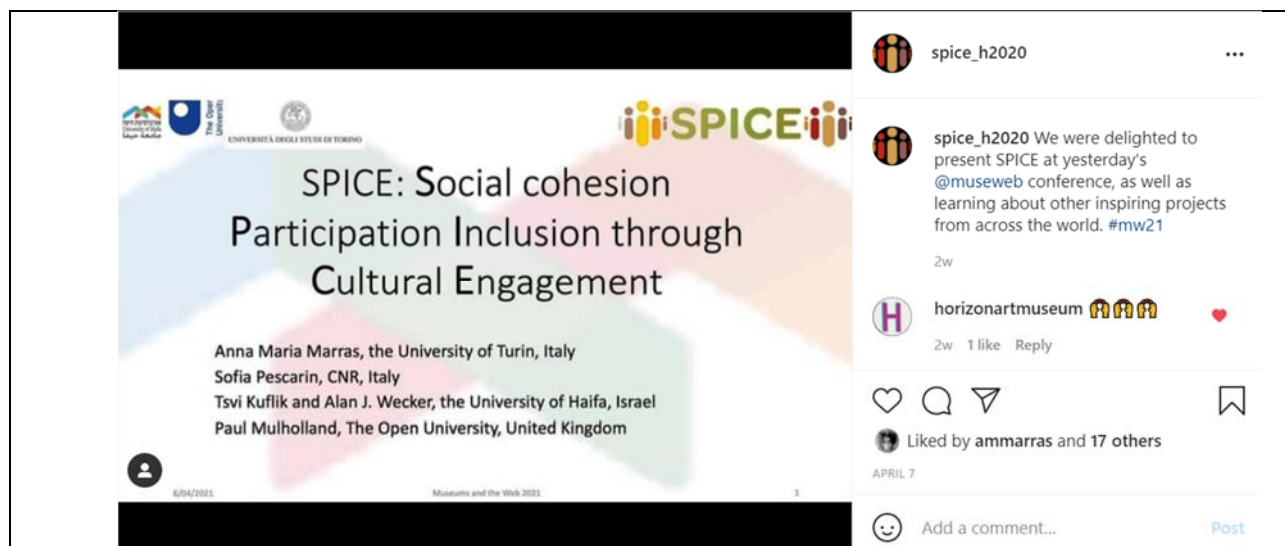 The Open
University
UNIVERSITÀ DEGLI STUDI DI TORINO
SPICE
SPICE: Social cohesion
Participation Inclusion through
Cultural Engagement
Anna Maria Marras, the University of Turin, Italy
Sofia Pescarin, CNR, Italy
Tsvi Kuflik and Alan J. Wecker, the University of Haifa, Israel
Paul Mulholland, The Open University, United Kingdom
6/04/2021
Museums and the Web 2021
spice_h2020
spice_h2020 We were delighted to
present SPICE at yesterday's
@museweb conference, as well as
learning about other inspiring projects
from across the world. #mw21
2w
H
horizonartmuseum
2w 1 like Reply
Liked by ammarras and 17 others
APRIL 7
Add a comment...
Post